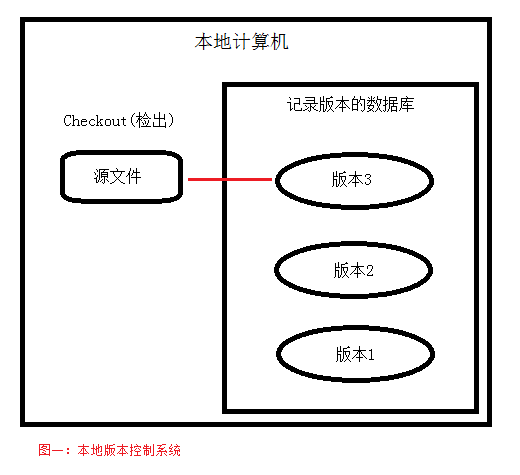 本地计算机
记录版本的数据库
Checkout(检出)
源文件
版本3
版本2
版本1
图一：本地版本控制系统